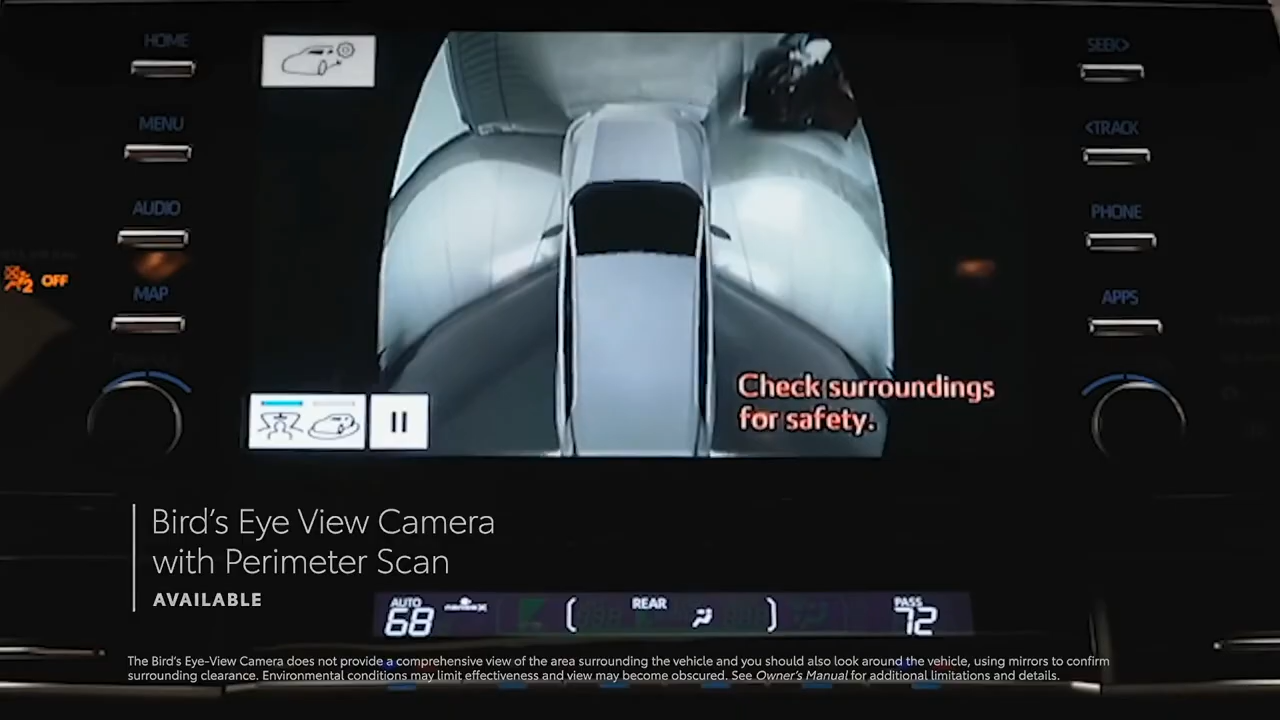 HOME
SEEK>
MENU
<TRACK
AUDIO
PHONE
OFF
MAP
APPS
Check surroundings
for safety.
Bird's Eye View Camera
with Perimeter Scan
AVAILABLE
AUTO
68
REAR
PASS
72
The Bird's Eye-View Camera does not provide a comprehensive view of the area surrounding the vehicle and you should also look around the vehicle, using mirrors to confirm
surrounding clearance. Environmental conditions may limit effectiveness and view may become obscured. See Owner's Manual for additional limitations and details.